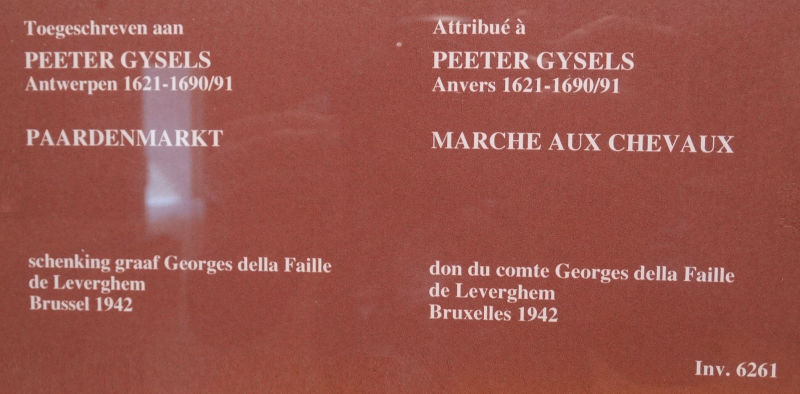 Toegeschreven aan
PEETER GYSELS
Antwerpen 1621-1690/91
PAARDENMARKT
schenking graaf Georges della Faille
de Leverghem
Brussel 1942
Attribué à
PEETER GYSELS
Anvers 1621-1690/91
MARCHE AUX CHEVAUX
don du comte Georges della Faille
de Leverghem
Bruxelles 1942
Inv. 6261